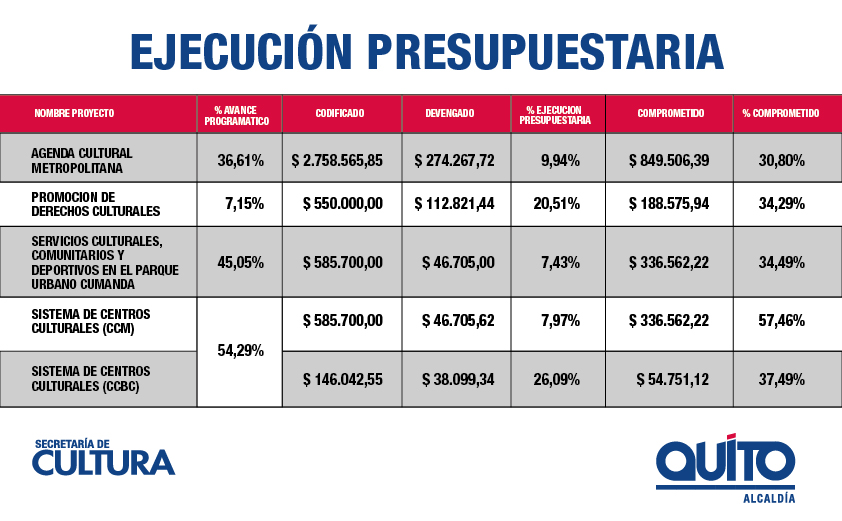 EJECUCIÓN PRESUPUESTARIA
NOMBRE PROYECTO
% AVANCE
PROGRAMATICO
CODIFICADO
DEVENGADO
% EJECUCION
PRESUPUESTARIA
COMPROMETIDO
% COMPROMETIDO
AGENDA CULTURAL
METROPOLITANA
36,61%
$ 2.758.565,85
$ 274.267,72
9,94%
$ 849.506,39
30,80%
PROMOCION DE
DERECHOS CULTURALES
7,15%
$ 550.000,00
$ 112.821,44
20,51%
$ 188.575,94
34,29%
SERVICIOS CULTURALES,
COMUNITARIOS Y
DEPORTIVOS EN EL PARQUE
URBANO CUMANDA
45,05%
$ 585.700,00
$ 46.705,00
7,43%
$ 336.562,22
34,49%
SISTEMA DE CENTROS
CULTURALES (CCM)
54,29%
$ 585.700,00
$ 46.705,62
7,97%
$ 336.562,22
57,46%
SISTEMA DE CENTROS
CULTURALES (CCBC)
$ 146.042,55
$ 38.099,34
26,09%
$ 54.751,12
37,49%
SECRETARÍA DE
CULTURA
QUITO
ALCALDÍA